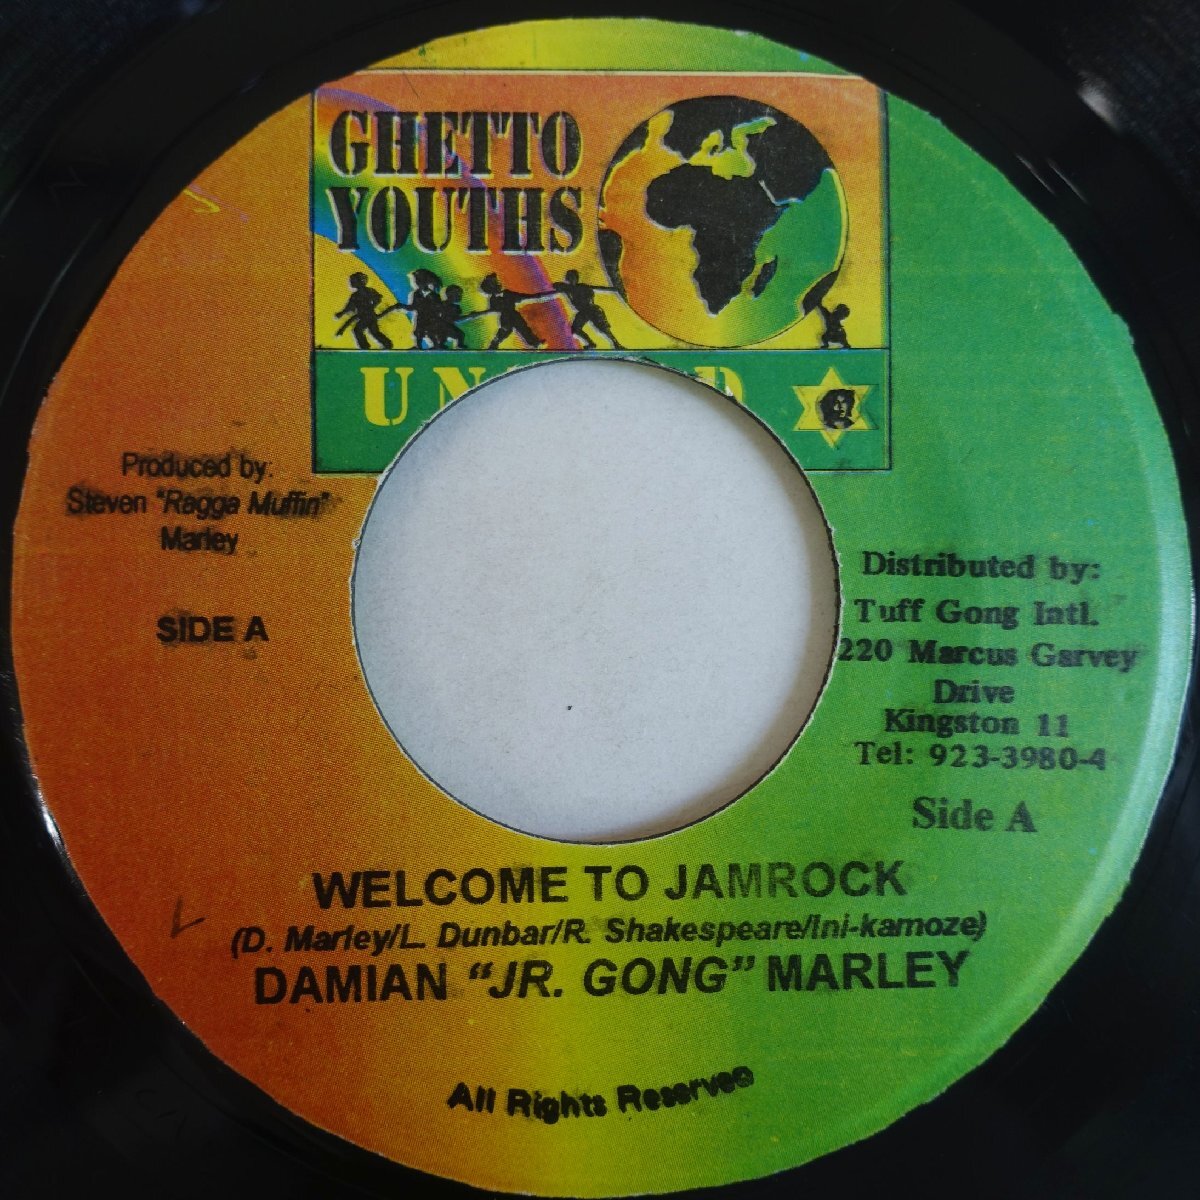 GHETTO
YOUTHS
Produced by:
Steven "Ragga Muffin"
Marley
SIDE A
Distributed by:
Tuff Gong Intl.
220 Marcus Garvey
Drive
Kingston 11
Tel: 923-3980-4
Side A
WELCOME TO JAMROCK
(D. Marley/L. Dunbar/R. Shakespeare/Ini-kamoze)
DAMIAN "JR. GONG" MARLEY
All Rights Reserved